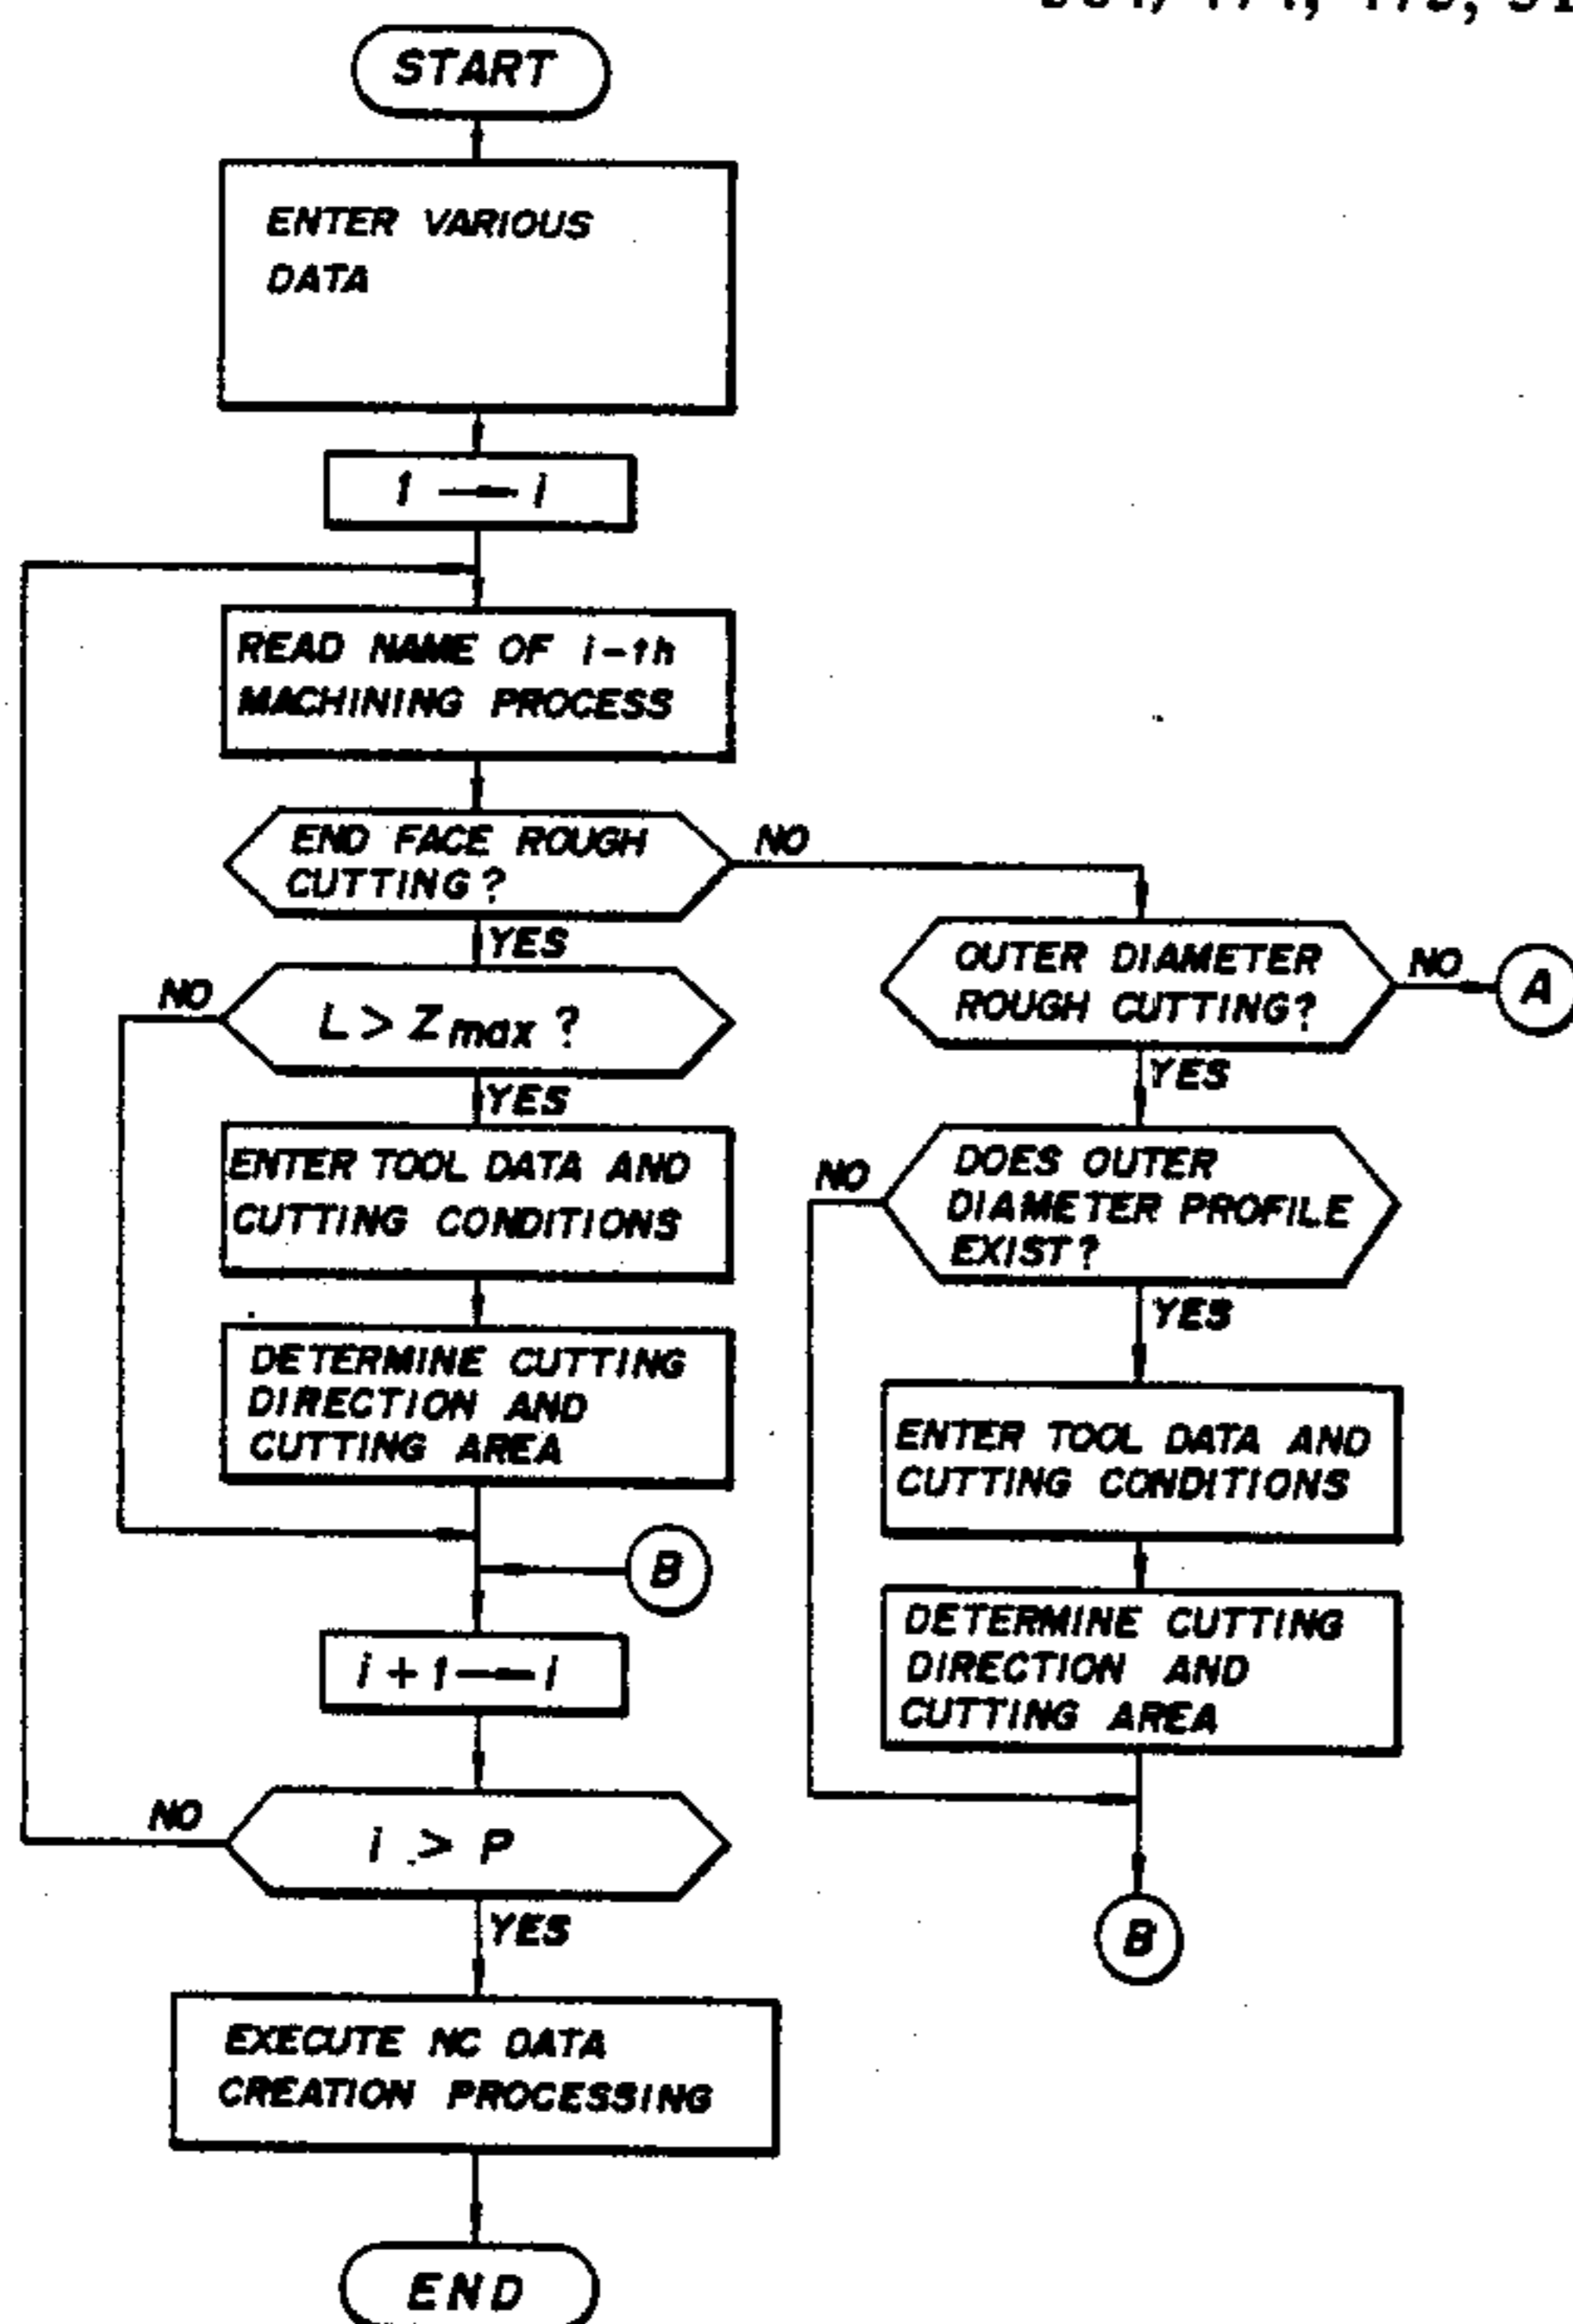 START
ENTER VARIOUS
DATA
1 → i
READ NAME OF i-th
MACHINING PROCESS
END FACE ROUGH
CUTTING?
NO
YES
OUTER DIAMETER
ROUGH CUTTING?
NO
A
YES
NO
L > Zmax ?
YES
ENTER TOOL DATA AND
CUTTING CONDITIONS
DETERMINE CUTTING
DIRECTION AND
CUTTING AREA
B
NO
DOES OUTER
DIAMETER PROFILE
EXIST?
YES
ENTER TOOL DATA AND
CUTTING CONDITIONS
DETERMINE CUTTING
DIRECTION AND
CUTTING AREA
B
i + 1 → i
NO
i > P
YES
EXECUTE NC DATA
CREATION PROCESSING
END